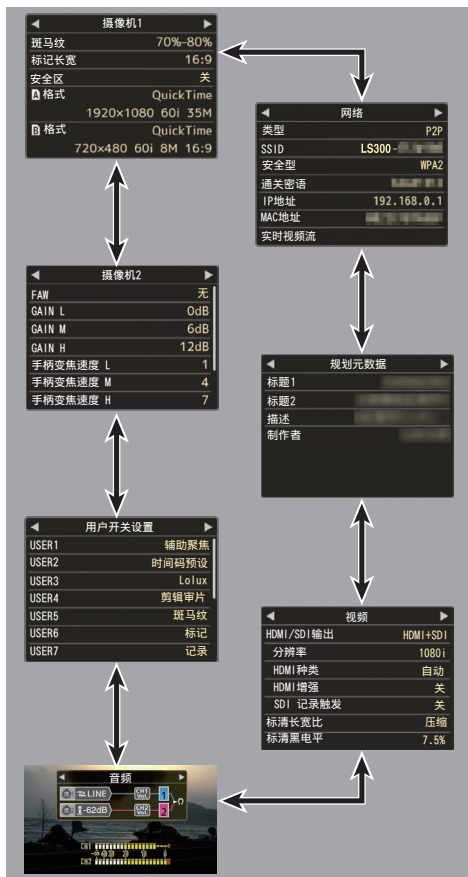 ◀ 摄像机1 ▶
斑马纹 70%-80%
标记长宽 16:9
安全区 关
A 格式 QuickTime
1920×1080 60i 35M
B 格式 QuickTime
720×480 60i 8M 16:9
◀ 摄像机2 ▶
FAW 无
GAIN L 0dB
GAIN M 6dB
GAIN H 12dB
手柄变焦速度 L 1
手柄变焦速度 M 4
手柄变焦速度 H 7
◀ 用户开关设置 ▶
USER1 辅助聚焦
USER2 时间码预设
USER3 Lolux
USER4 剪辑审片
USER5 斑马纹
USER6 标记
USER7 记录
◀ 音频 ▶
LINE CH1 Vol. 1
-62dB CH2 Vol. 2
CH1
-40 30 20 10 0
CH2
◀ 网络 ▶
类型 P2P
SSID LS300-
安全型 WPA2
通关密语
IP地址 192.168.0.1
MAC地址
实时视频流
◀ 规划元数据 ▶
标题1
标题2
描述
制作者
◀ 视频 ▶
HDMI/SDI输出 HDMI+SDI
分辨率 1080i
HDMI种类 自动
HDMI增强 关
SDI 记录触发 关
标清长宽比 压缩
标清黑电平 7.5%